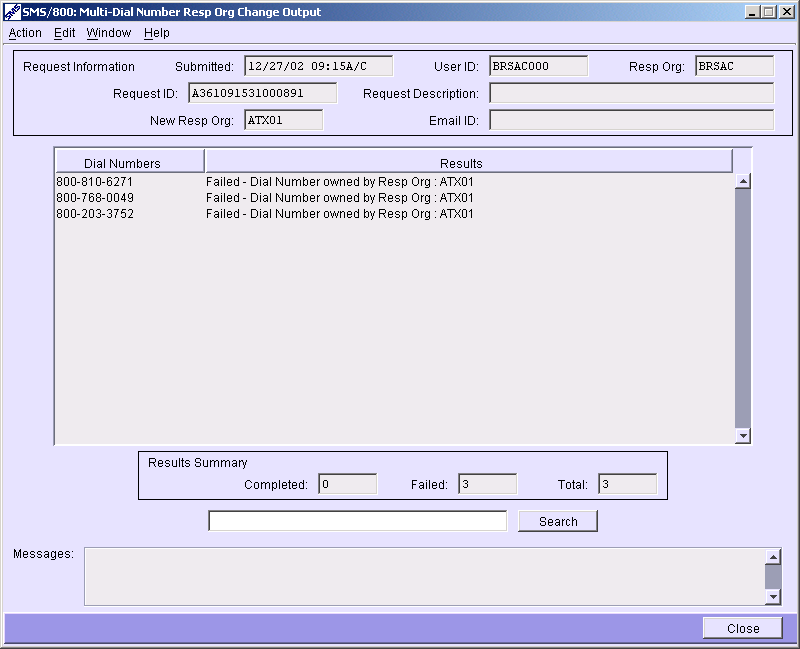 SMS SMS/800: Multi-Dial Number Resp Org Change Output
Action Edit Window Help
Request Information Submitted: 12/27/02 09:15A/C User ID: BRSAC000 Resp Org: BRSAC
Request ID: A361091531000891 Request Description:
New Resp Org: ATX01 Email ID:
Dial Numbers Results
800-810-6271 Failed - Dial Number owned by Resp Org : ATX01
800-768-0049 Failed - Dial Number owned by Resp Org : ATX01
800-203-3752 Failed - Dial Number owned by Resp Org : ATX01
Results Summary
Completed: 0 Failed: 3 Total: 3
Search
Messages:
Close